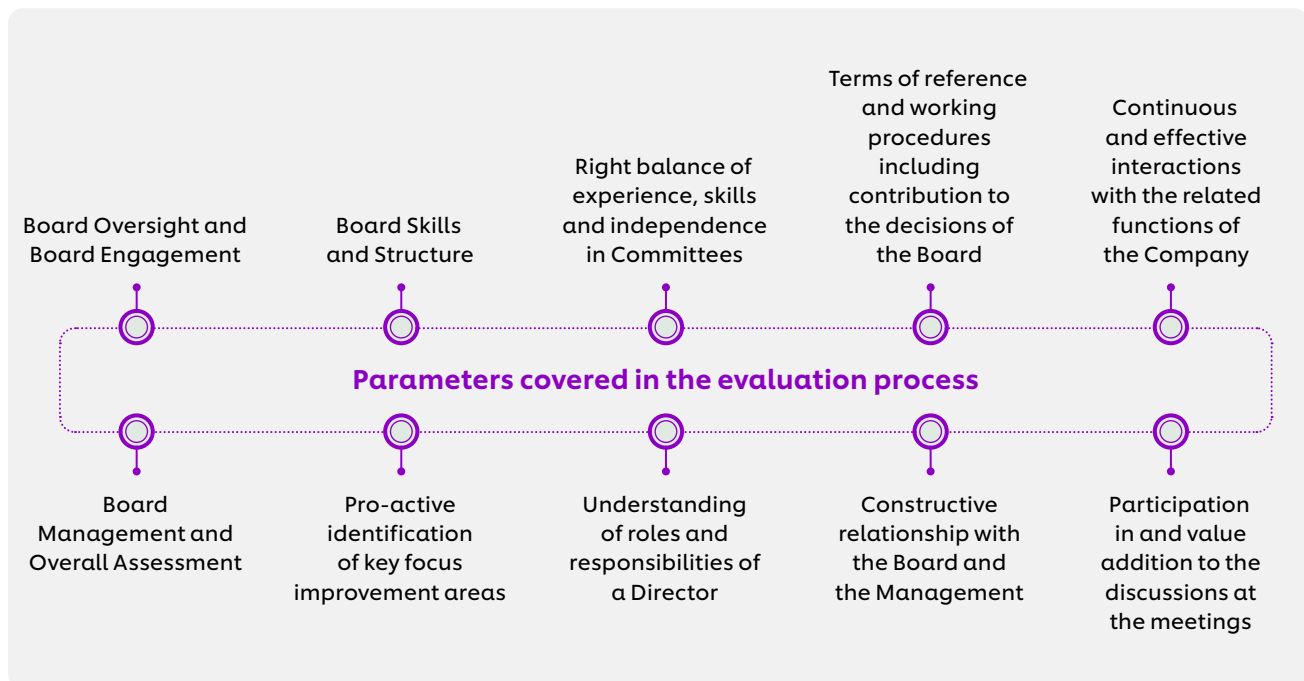 Board Oversight and
Board Engagement
Board Skills
and Structure
Right balance of
experience, skills
and independence
in Committees
Terms of reference
and working
procedures
including
contribution to
the decisions of
the Board
Continuous
and effective
interactions
with the related
functions of
the Company
Parameters covered in the evaluation process
Board
Management and
Overall Assessment
Pro-active
identification
of key focus
improvement areas
Understanding
of roles and
responsibilities of
a Director
Constructive
relationship with
the Board and
the Management
Participation
in and value
addition to the
discussions at
the meetings